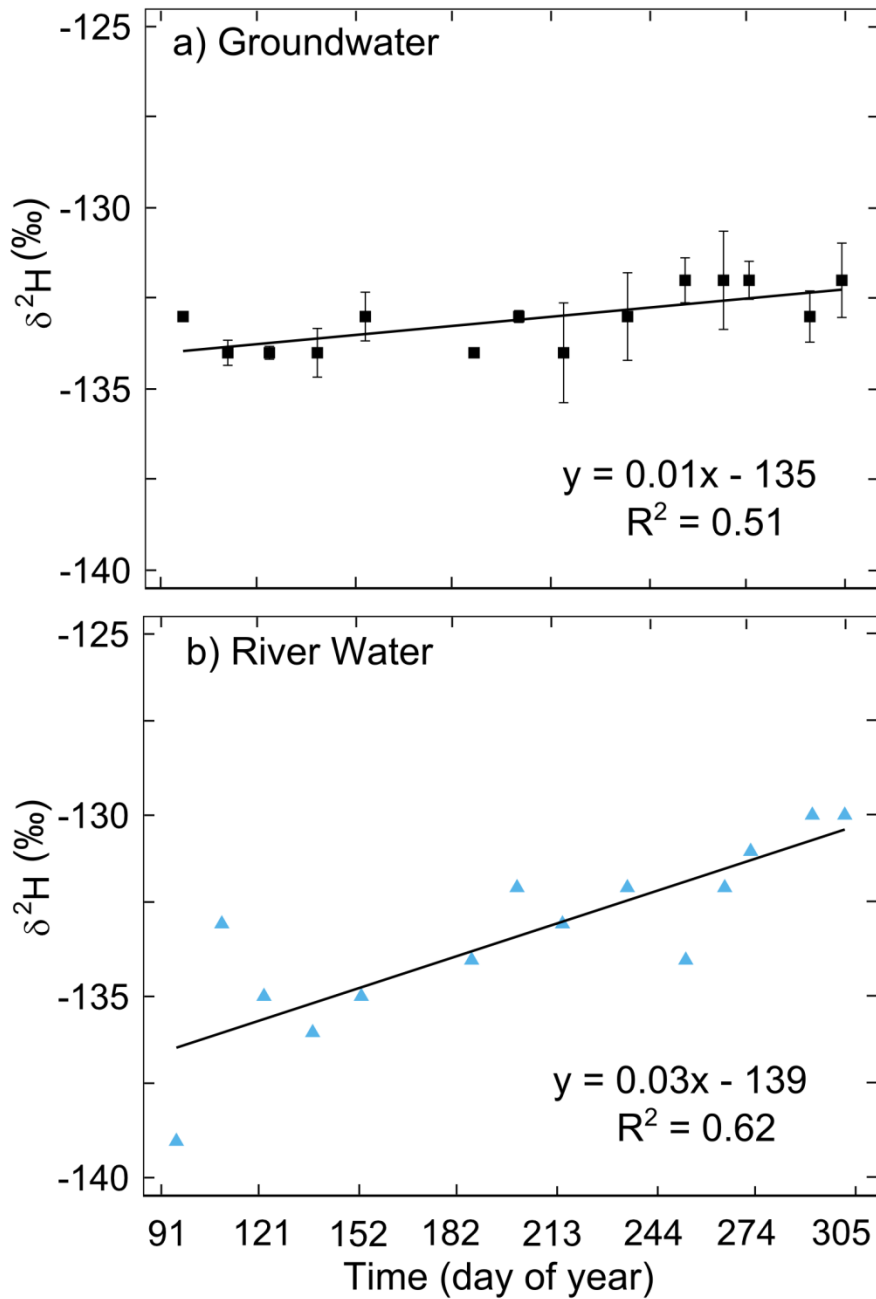 a) Groundwater
-125
-130
-135
-140
δ²H (‰)
y = 0.01x - 135
R² = 0.51
b) River Water
-125
-130
-135
-140
δ²H (‰)
y = 0.03x - 139
R² = 0.62
91 121 152 182 213 244 274 305
Time (day of year)